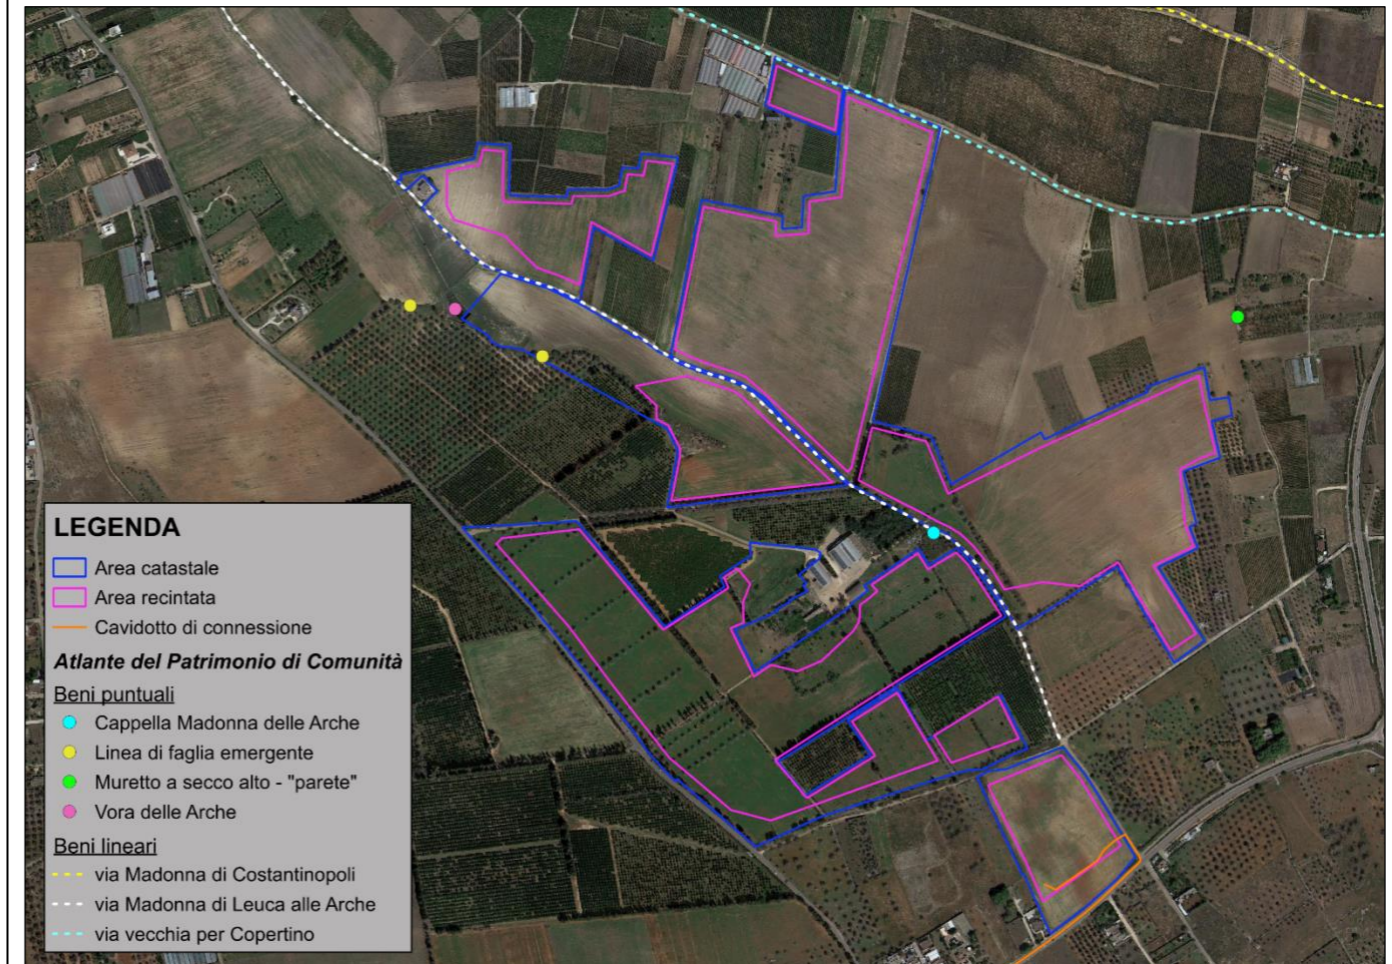 LEGENDA
Area catastale
Area recintata
Cavidotto di connessione
Atlante del Patrimonio di Comunità
Beni puntuali
Cappella Madonna delle Arche
Linea di faglia emergente
Muretto a secco alto - "parete"
Vora delle Arche
Beni lineari
via Madonna di Costantinopoli
via Madonna di Leuca alle Arche
via vecchia per Copertino